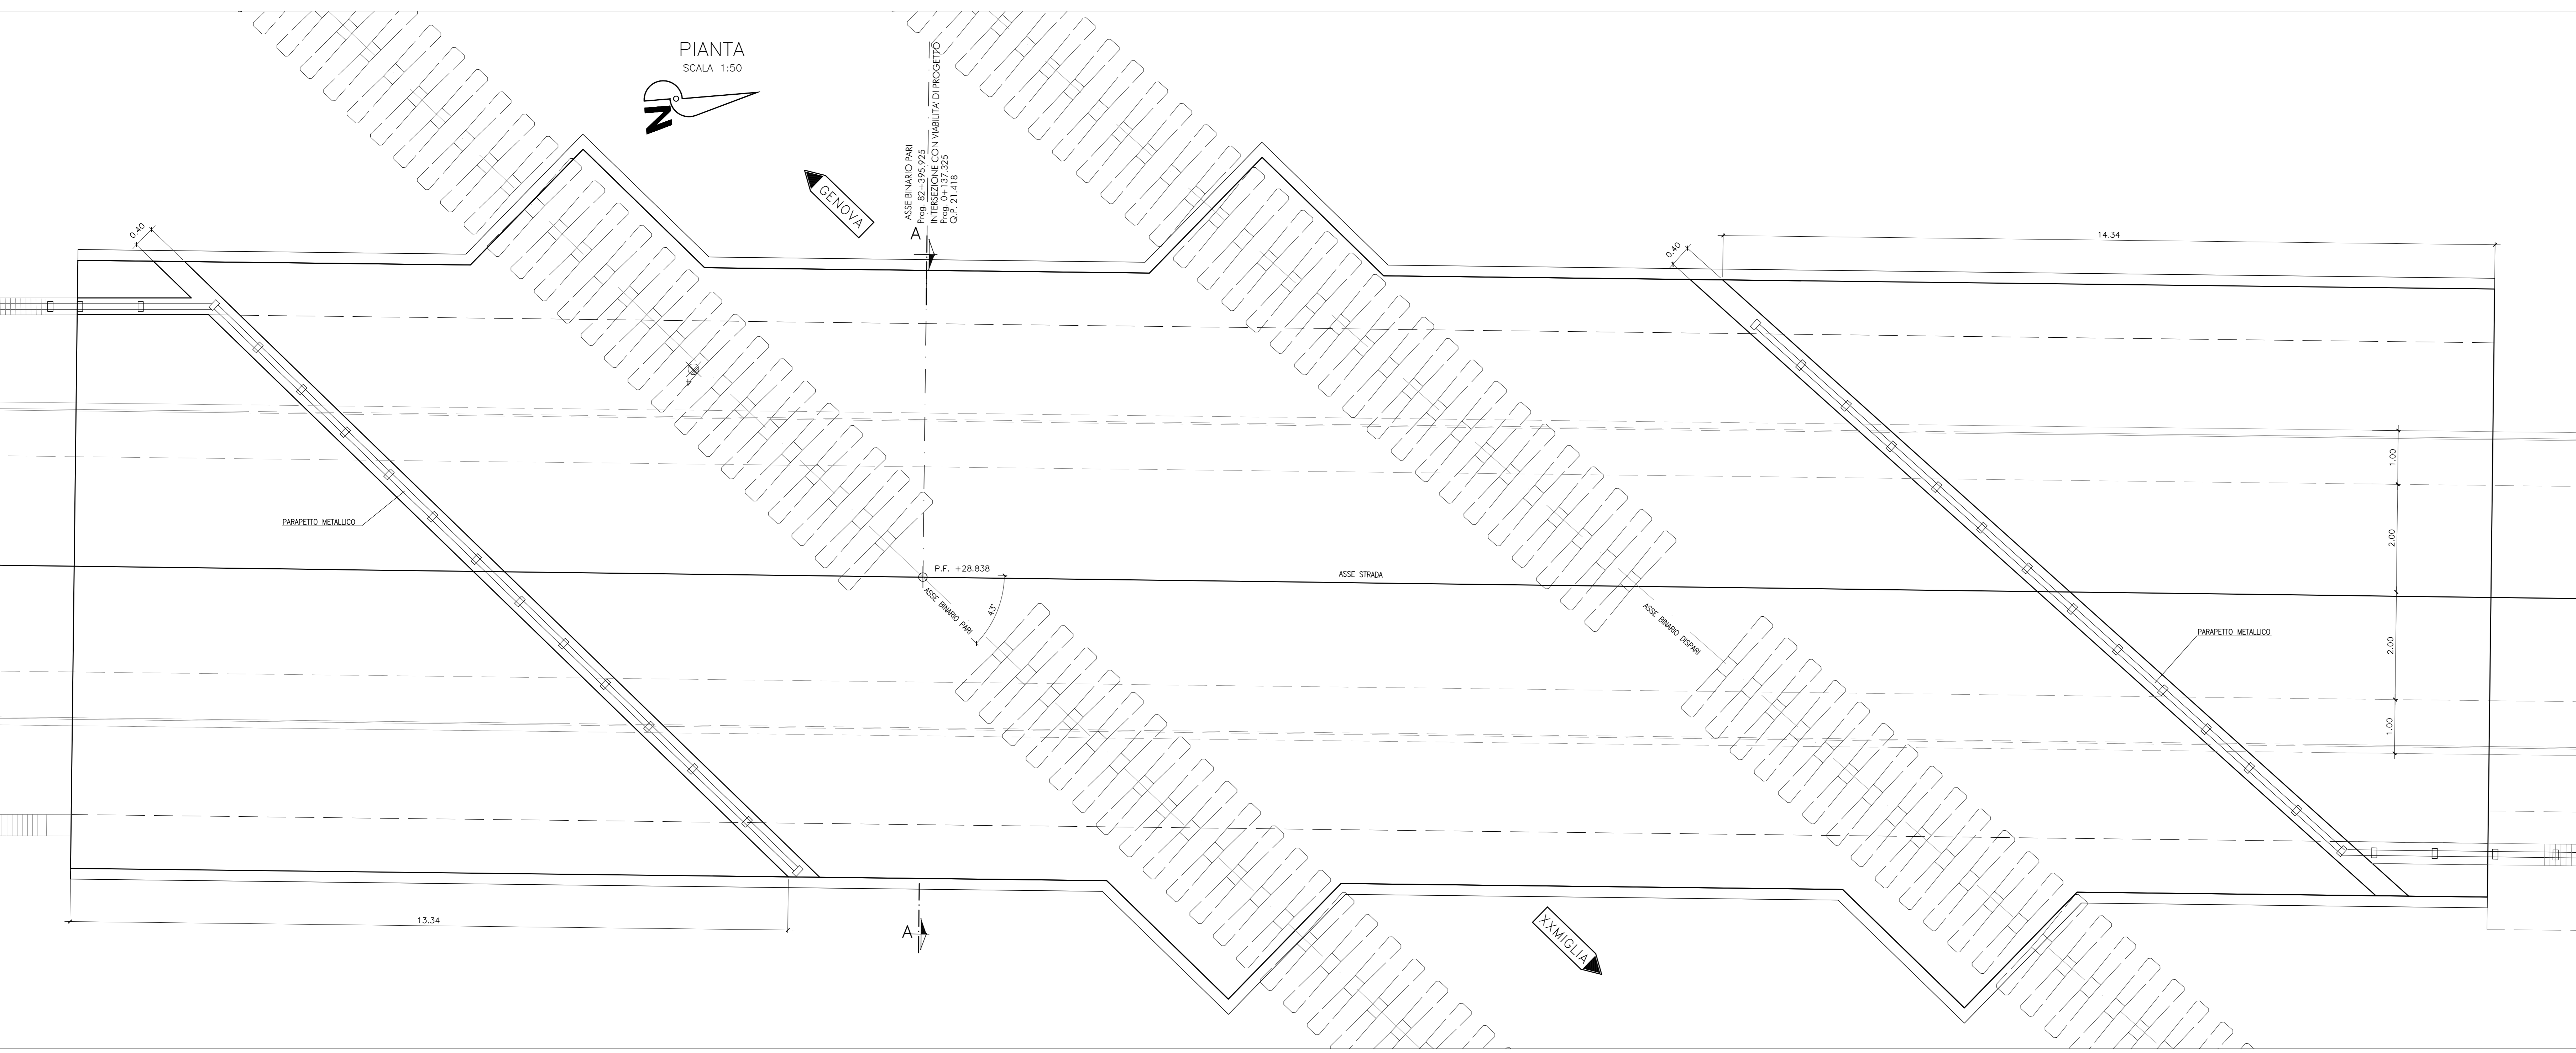 PIANTA
SCALA 1:50
N
GENOVA
ASSE BINARIO PARI
Prog. 82+395.925
INTERSEZIONE CON VIABILITA' DI PROGETTO
Prog. 0+137.325
Q.P. 21.418
A
0.40
0.40
14.34
PARAPETTO METALLICO
P.F. +28.838
ASSE BINARIO PARI
43°
ASSE STRADA
ASSE BINARIO DISPARI
PARAPETTO METALLICO
1.00
2.00
2.00
1.00
13.34
A
XXMIGLIA